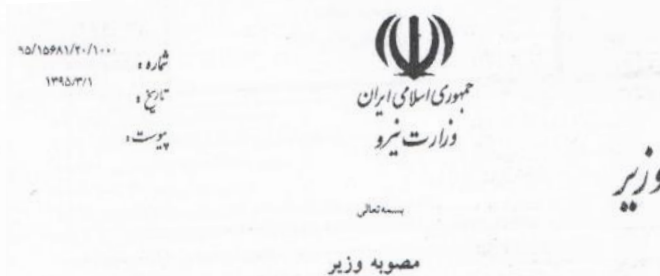 جمهوری اسلامی ایران
وزارت نیرو
وزیر
شماره : ۹۵/۱۵۶۸۱/۲۰/۱۰۰
تاریخ : ۱۳۹۵/۳/۱
پیوست :
بسمه تعالی
مصوبه وزیر